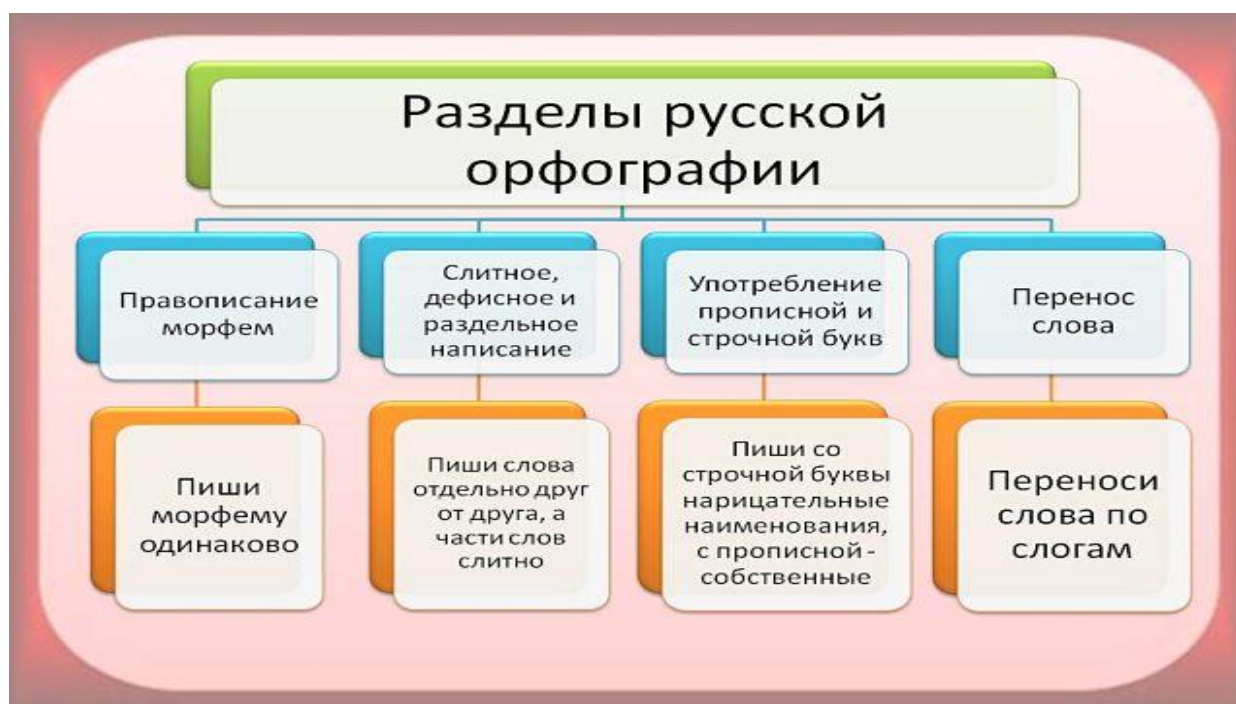 Разделы русской
орфографии
Правописание
морфем
Слитное,
дефисное и
раздельное
написание
Употребление
прописной и
строчной букв
Перенос
слова
Пиши
морфему
одинаково
Пиши слова
отдельно друг
от друга, а
части слов
слитно
Пиши со
строчной буквы
нарицательные
наименования,
с прописной -
собственные
Переноси
слова по
слогам